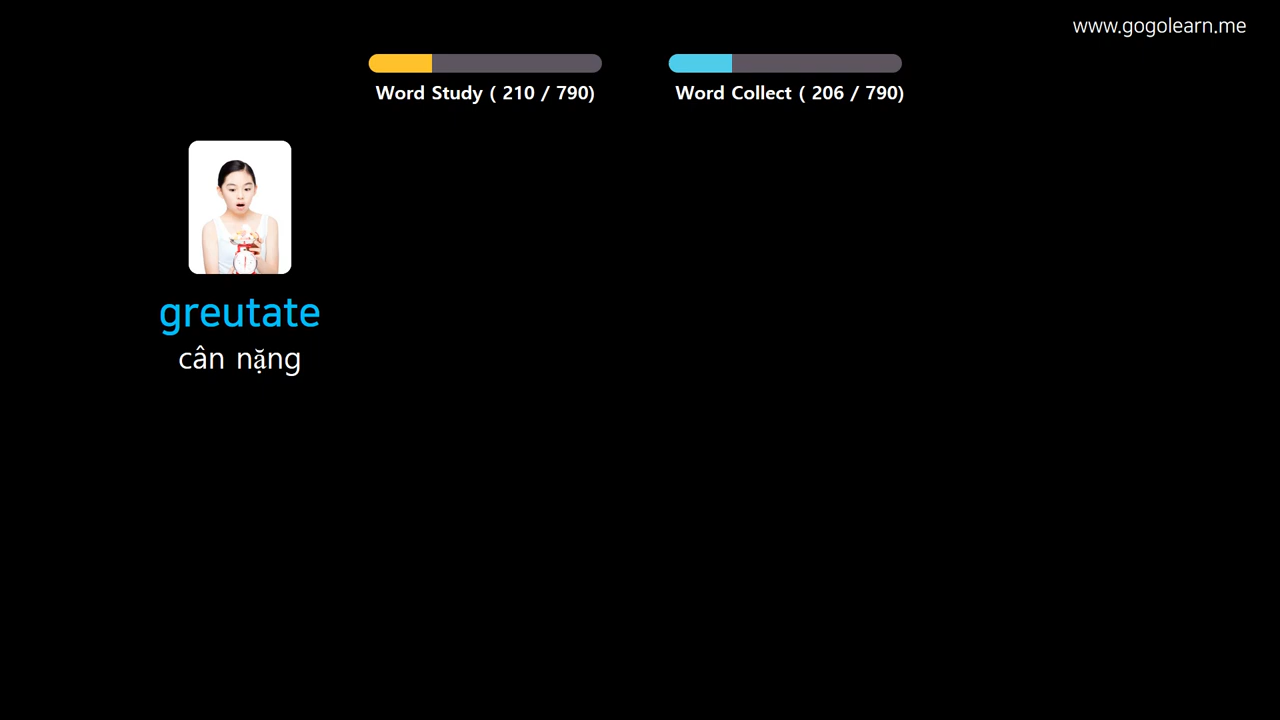 www.gogolearn.me
Word Study ( 210 / 790)
Word Collect ( 206 / 790)
greutate
cân nặng